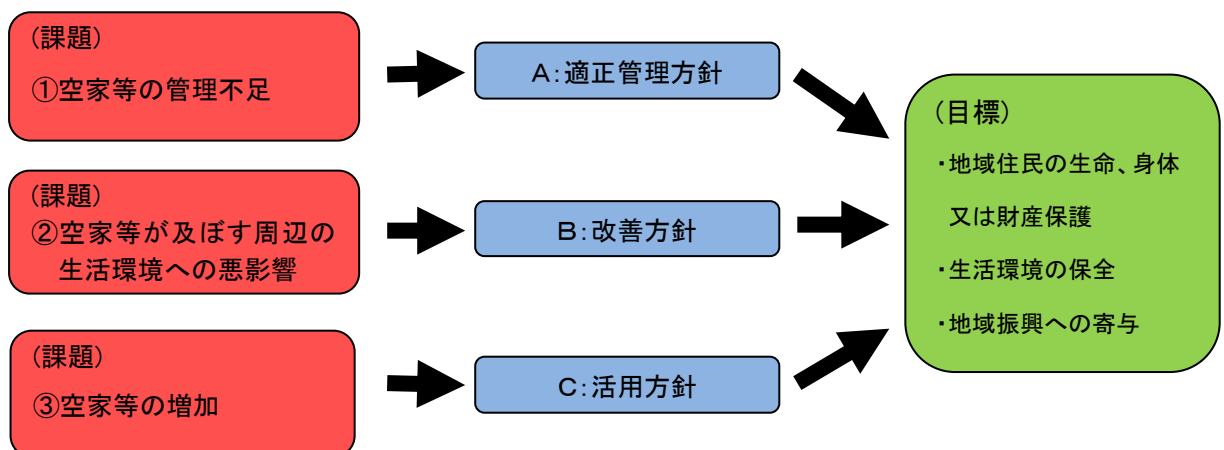 (課題)
①空家等の管理不足
A:適正管理方針
(課題)
②空家等が及ぼす周辺の
生活環境への悪影響
B:改善方針
(課題)
③空家等の増加
C:活用方針
(目標)
・地域住民の生命、身体
又は財産保護
・生活環境の保全
・地域振興への寄与